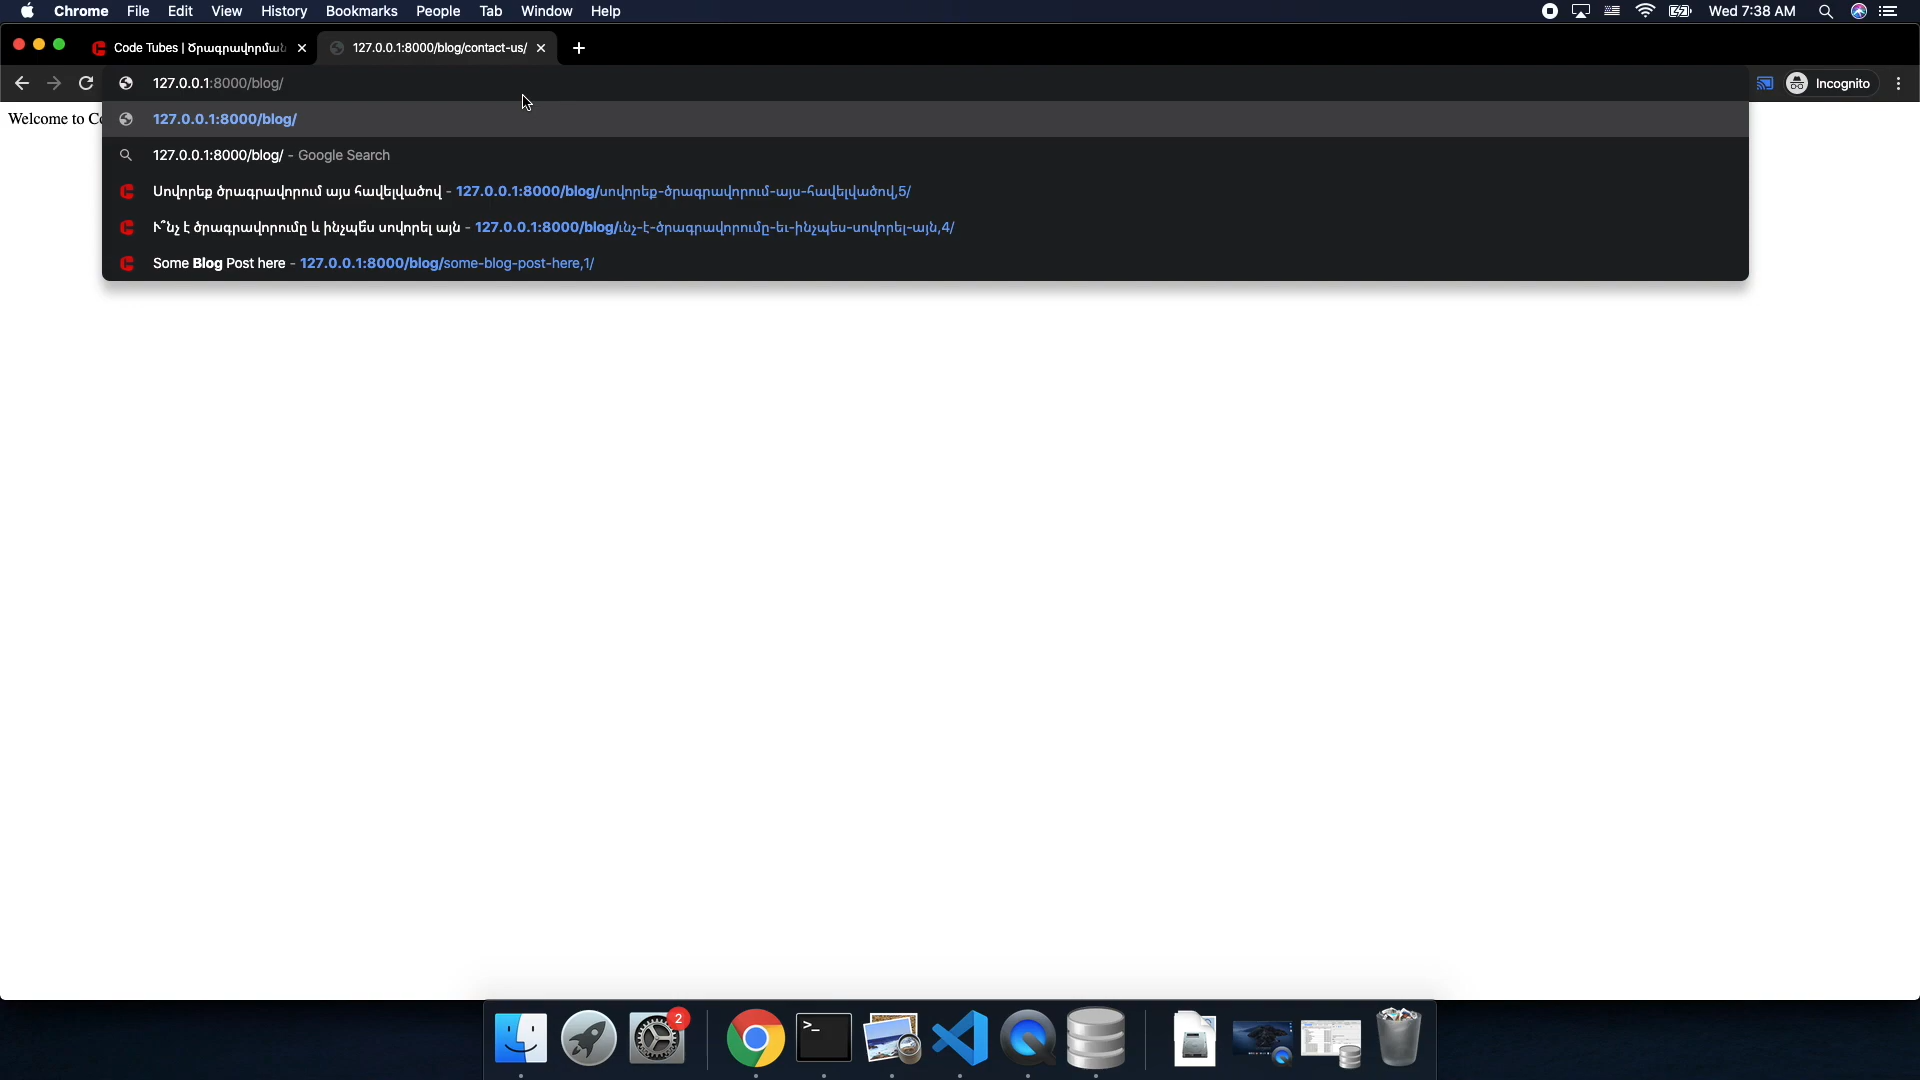 Chrome File Edit View History Bookmarks People Tab Window Help Wed 7:38 AM
Code Tubes | Ծրագրավորման 127.0.0.1:8000/blog/contact-us/
127.0.0.1:8000/blog/ Incognito
Welcome to Co
127.0.0.1:8000/blog/
127.0.0.1:8000/blog/ - Google Search
Սովորեք ծրագրավորում այս հավելվածով - 127.0.0.1:8000/blog/սովորեք-ծրագրավորում-այս-հավելվածով,5/
Ի՞նչ է ծրագրավորումը և ինչպե՞ս սովորել այն - 127.0.0.1:8000/blog/ինչ-է-ծրագրավորումը-եւ-ինչպես-սովորել-այն,4/
Some Blog Post here - 127.0.0.1:8000/blog/some-blog-post-here,1/
2
>_